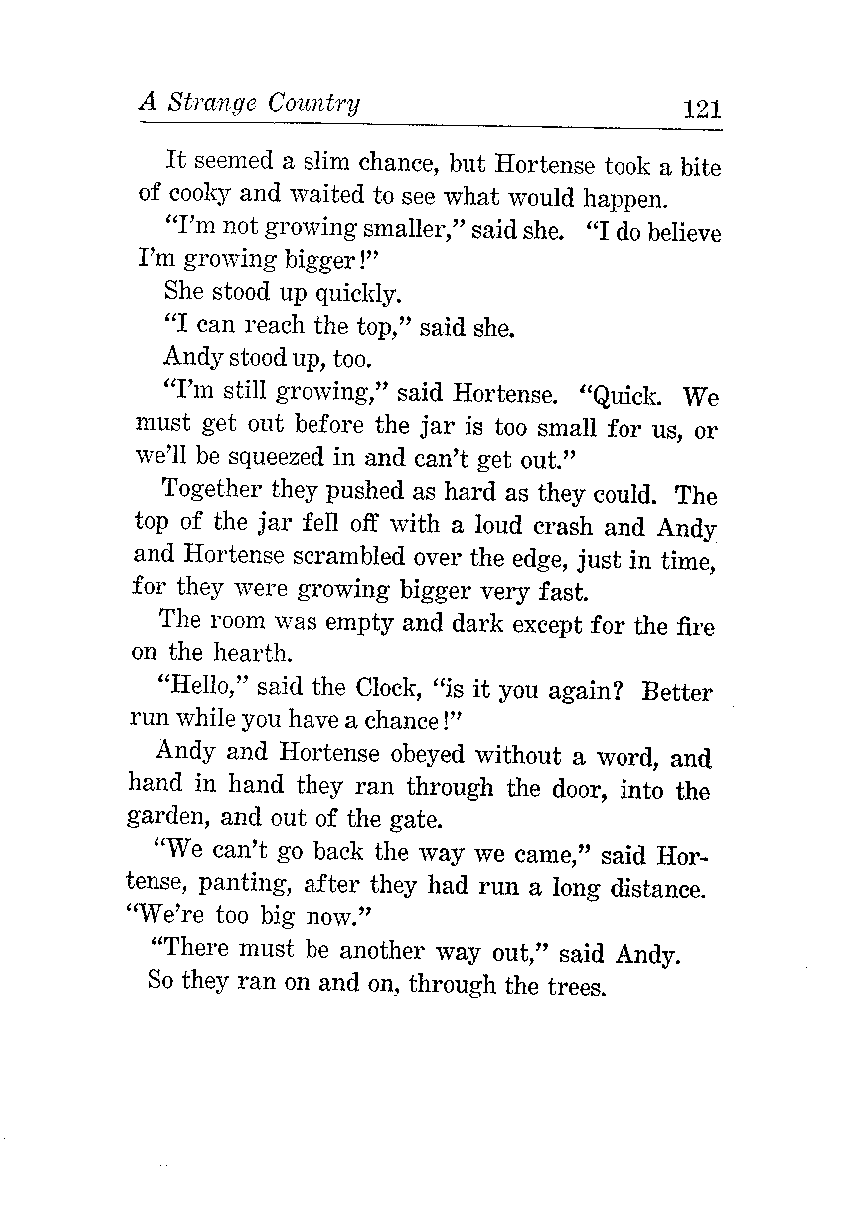 A Strange Country 121
It seemed a slim chance, but Hortense took a bite
of cooky and waited to see what would happen.
“I’m not growing smaller,” said she. “I do believe
I’m growing bigger!”
She stood up quickly.
“I can reach the top,” said she.
Andy stood up, too.
“I’m still growing,” said Hortense. “Quick. We
must get out before the jar is too small for us, or
we’ll be squeezed in and can’t get out.”
Together they pushed as hard as they could. The
top of the jar fell off with a loud crash and Andy
and Hortense scrambled over the edge, just in time,
for they were growing bigger very fast.
The room was empty and dark except for the fire
on the hearth.
“Hello,” said the Clock, “is it you again? Better
run while you have a chance!”
Andy and Hortense obeyed without a word, and
hand in hand they ran through the door, into the
garden, and out of the gate.
“We can’t go back the way we came,” said Hor-
tense, panting, after they had run a long distance.
“We’re too big now.”
“There must be another way out,” said Andy.
So they ran on and on, through the trees.